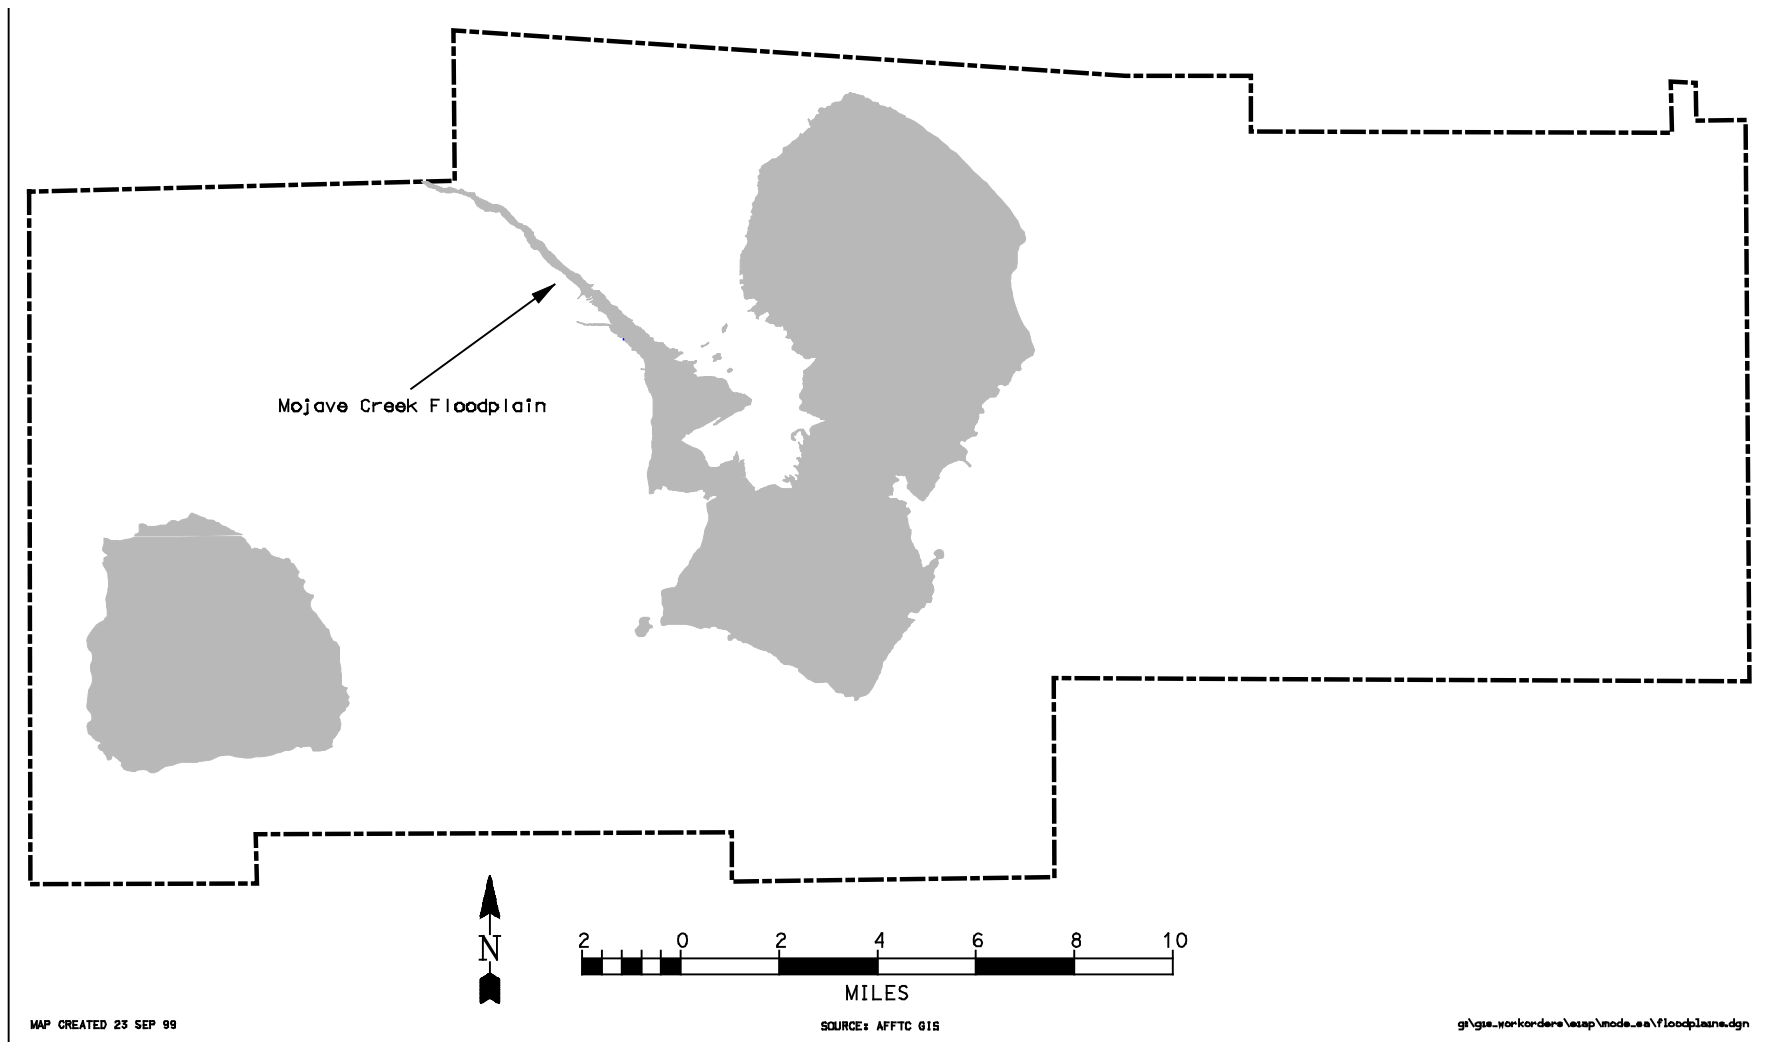 Mojave Creek Floodplain
N
2 0 2 4 6 8 10
MILES
MAP CREATED 23 SEP 99
SOURCE: AFFTC GIS
g:\gis_workorders\esap\mode_ea\floodplains.dgn